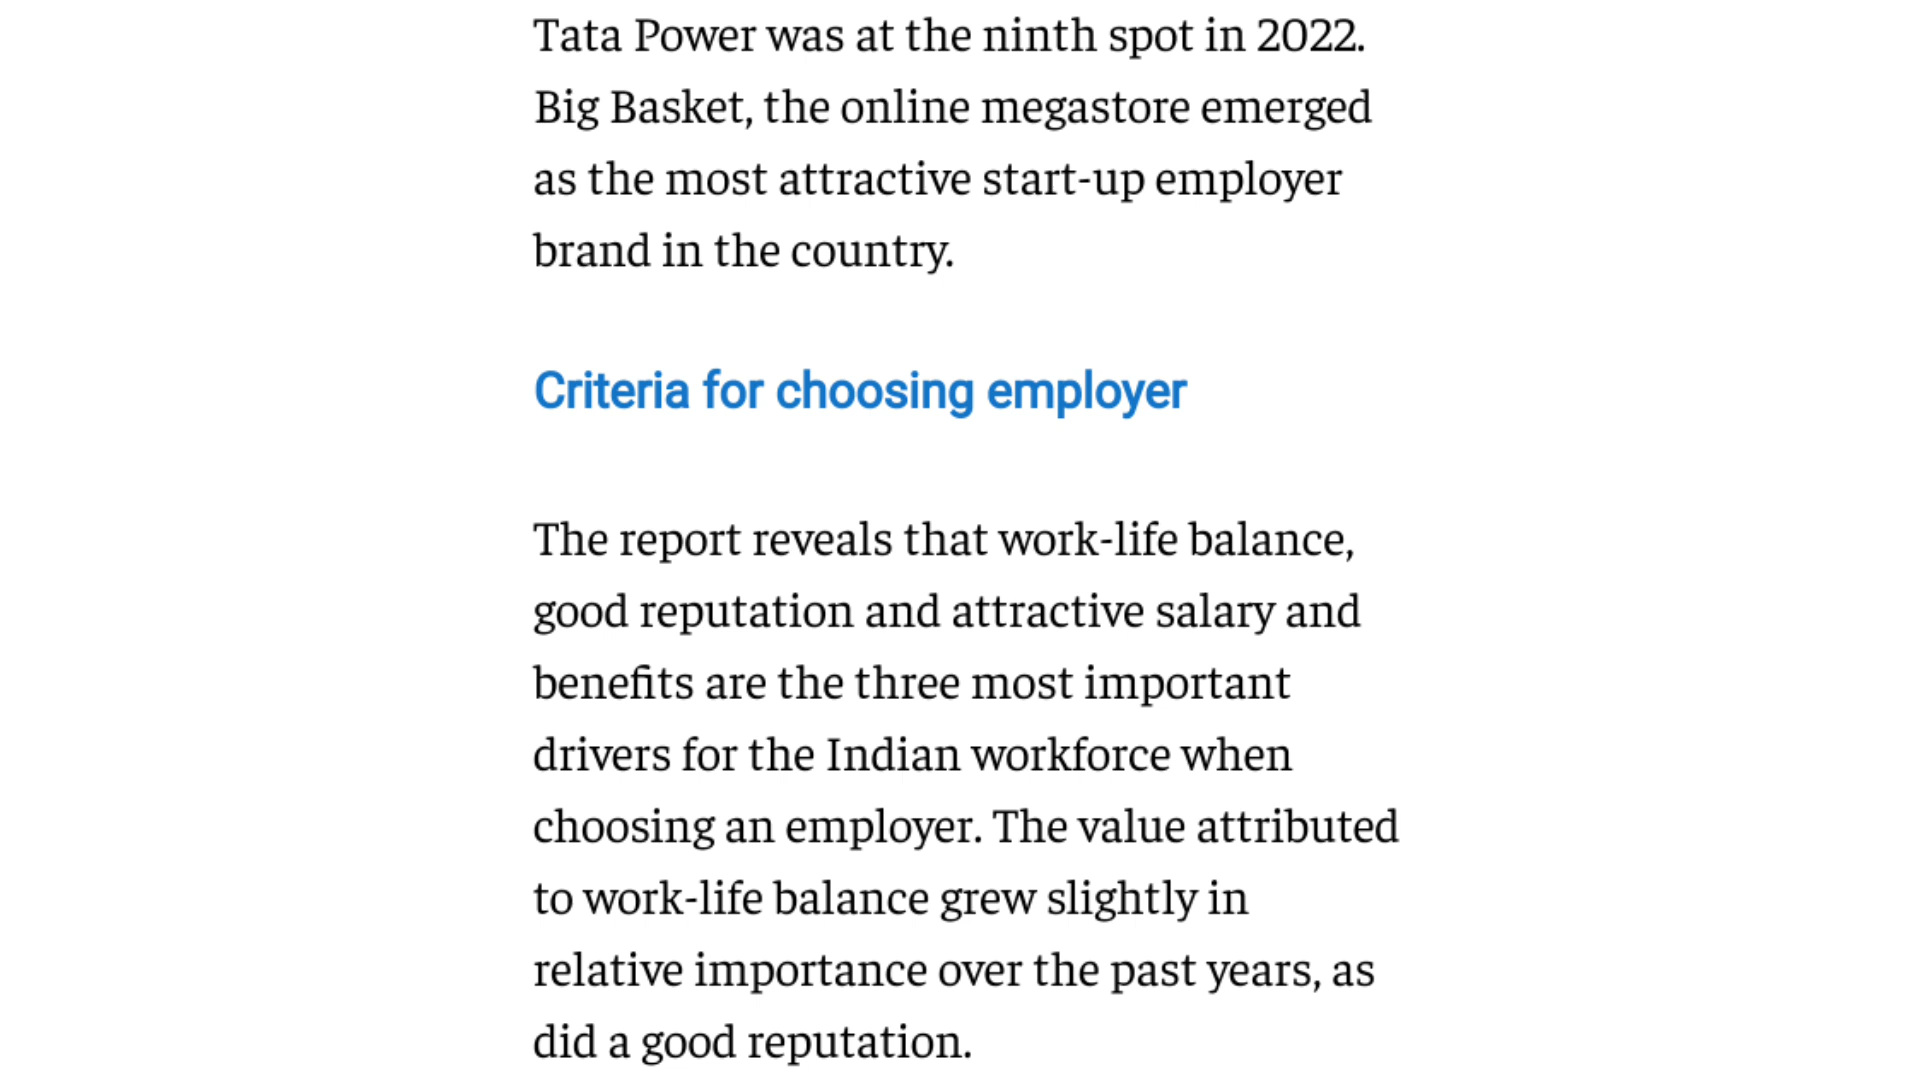 Tata Power was at the ninth spot in 2022.
Big Basket, the online megastore emerged
as the most attractive start-up employer
brand in the country.
Criteria for choosing employer
The report reveals that work-life balance,
good reputation and attractive salary and
benefits are the three most important
drivers for the Indian workforce when
choosing an employer. The value attributed
to work-life balance grew slightly in
relative importance over the past years, as
did a good reputation.